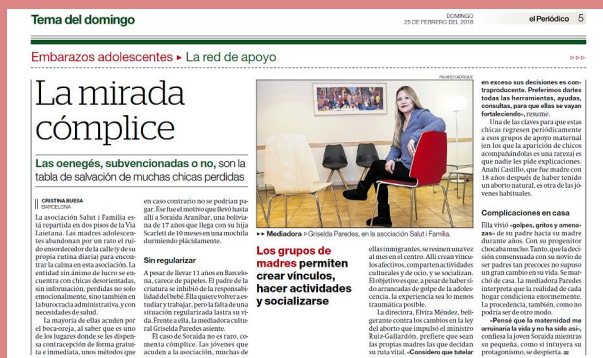 Tema del domingo
DOMINGO
25 DE FEBRERO DEL 2018
el Periódico
5
Embarazos adolescentes ▸ La red de apoyo
▹▹▹
La mirada
cómplice
Las oenegés, subvencionadas o no, son la
tabla de salvación de muchas chicas perdidas
CRISTINA BUESA
BARCELONA
La asociación Salut i Familia es-
tá repartida en dos pisos de la Via
Laietana. Las madres adolescen-
tes abandonan por un rato el rui-
do ensordecedor de la calle (y de su
propia rutina diaria) para encon-
trar la calma en esta asociación. La
entidad sin ánimo de lucro se en-
cuentra con chicas desorientadas,
sin información, perdidas no solo
emocionalmente, sino también en
la burocracia administrativa, y con
necesidades de salud.
La mayoría de ellas acuden por
el boca-oreja, al saber que es uno
de los lugares donde se les dispen-
sa contracepción de forma gratui-
ta e inmediata, unos métodos que
en caso contrario no se podrían pa-
gar. Ese fue el motivo que llevó hasta
allí a Soraida Aranivar, una bolivia-
na de 17 años que llega con su hija
Scarlet de 10 meses en una mochila
durmiendo plácidamente.
Sin regularizar
A pesar de llevar 11 años en Barcelo-
na, carece de papeles. El padre de la
criatura se inhibió de la responsabi-
lidad del bebé. Ella quiere volver a es-
tudiar y trabajar, pero la falta de una
situación regularizada lastra su vi-
da. Frente a ella, la mediadora cultu-
ral Griselda Paredes asiente.
El caso de Soraida no es raro, co-
menta cómplice. Las jóvenes que
acuden a la asociación, muchas de
RICARD FADRIQUE
▸▸ Mediadora ▹ Griselda Paredes, en la asociación Salut i Familia.
Los grupos de
madres permiten
crear vínculos,
hacer actividades
y socializarse
ellas inmigrantes, se reúnen una vez
al mes en el centro. Allí crean víncu-
los afectivos, comparten actividades
culturales y de ocio, y se socializan.
El objetivo es que, a pesar de haber si-
do arrancadas de golpe de la adoles-
cencia, la experiencia sea lo menos
traumática posible.
La directora, Elvira Méndez, beli-
gerante contra los cambios en la ley
del aborto que impulsó el ministro
Ruiz-Gallardón, prefiere que sean
las propias madres las que decidan
su ruta vital. «Considero que tutelar
en exceso sus decisiones es con-
traproducente. Preferimos darles
todas las herramientas, ayudas,
consultas, para que ellas se vayan
fortaleciendo», resume.
Una de las claves para que estas
chicas regresen periódicamente
a esos grupos de apoyo maternal
(en los que la aparición de chicos
acompañándolas es una rareza) es
que nadie les pide explicaciones.
Anahí Castillo, que fue madre con
18 años después de haber tenido
un aborto natural, es otra de las jó-
venes habituales.
Complicaciones en casa
Ella vivió «golpes, gritos y amena-
zas» de su padre hacia su madre
durante años. Con su progenitor
chocaba mucho. Tanto, que la deci-
sión consensuada con su novio de
ser padres tan precoces no supuso
un gran cambio en su vida. Se mar-
chó de casa. La mediadora Paredes
interpreta que la realidad de cada
hogar condiciona enormemente.
La procedencia, también, como no
podría ser de otro modo.
«Pensé que la maternidad me
arruinaría la vida y no ha sido así»,
confiesa la joven Soraida mientras
su pequeña, como si intuyera su
protagonismo, se despierta.